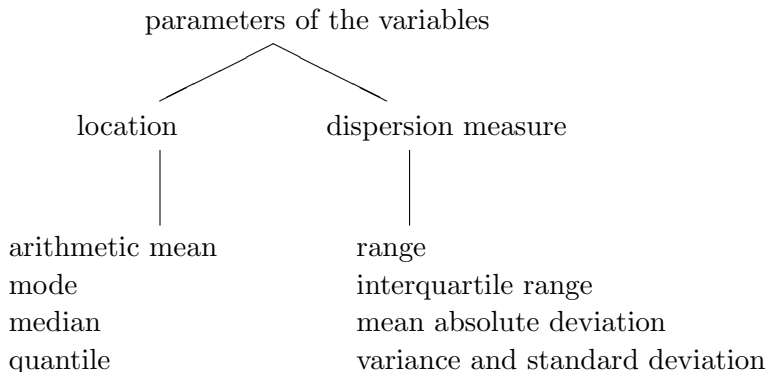 parameters of the variables
location
dispersion measure
arithmetic mean
mode
median
quantile
range
interquartile range
mean absolute deviation
variance and standard deviation